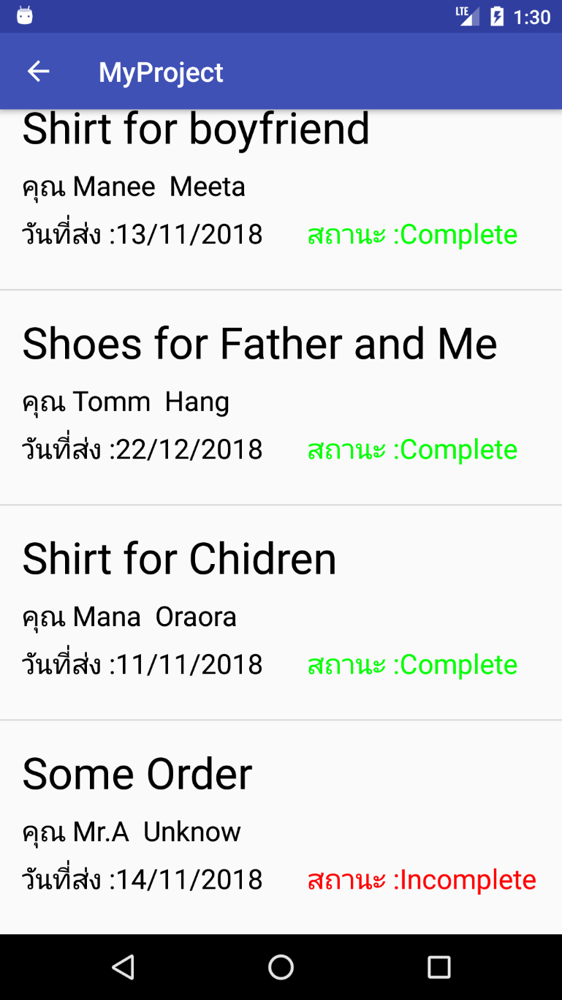 LTE 1:30
MyProject
Shirt for boyfriend
คุณ Manee  Meeta
วันที่ส่ง :13/11/2018 สถานะ :Complete
Shoes for Father and Me
คุณ Tomm  Hang
วันที่ส่ง :22/12/2018 สถานะ :Complete
Shirt for Chidren
คุณ Mana  Oraora
วันที่ส่ง :11/11/2018 สถานะ :Complete
Some Order
คุณ Mr.A  Unknow
วันที่ส่ง :14/11/2018 สถานะ :Incomplete